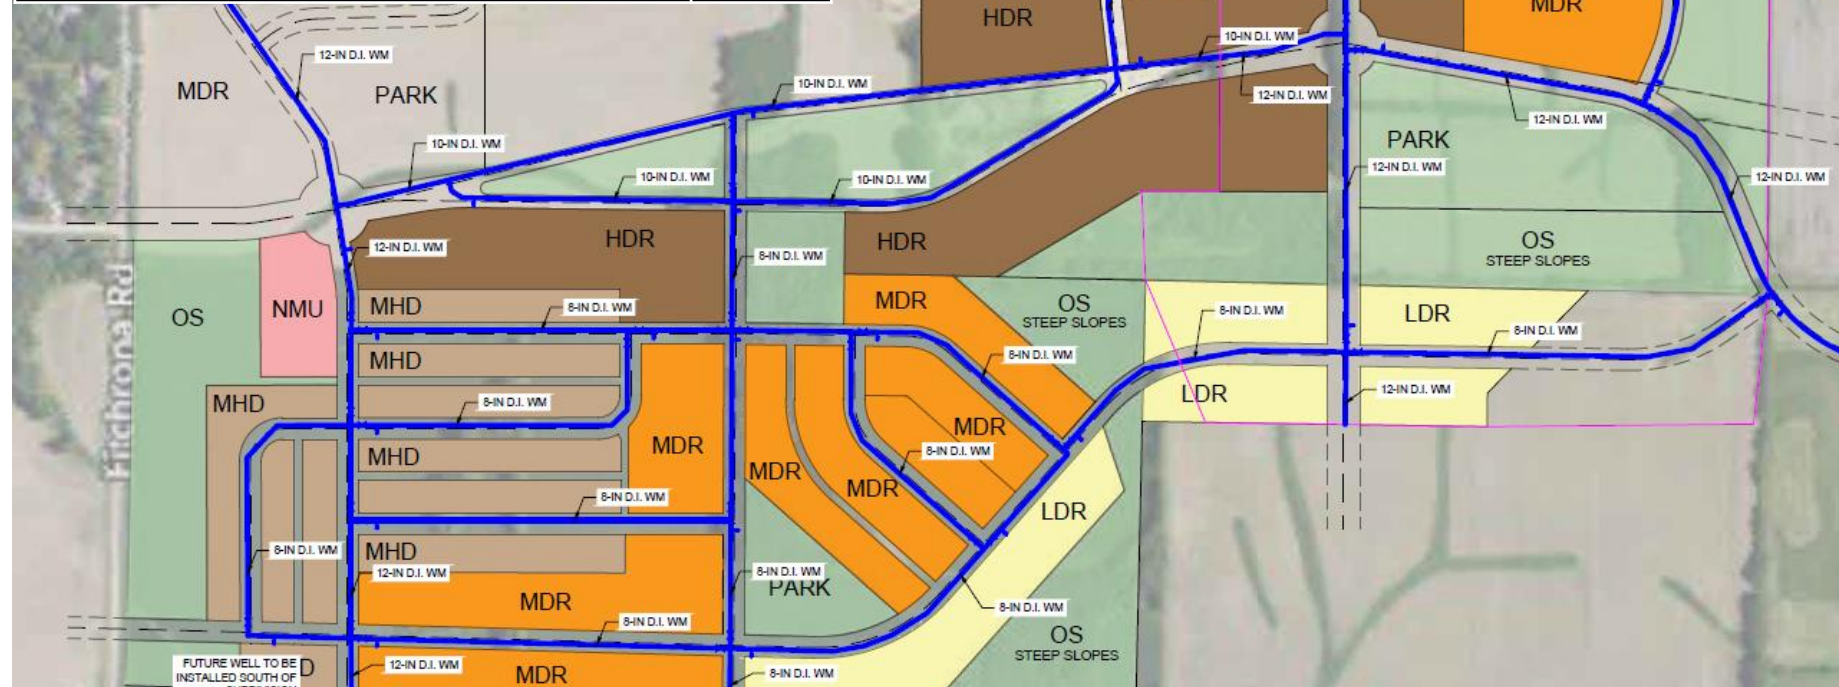 HDR
MDR
10-IN D.I. WM
12-IN D.I. WM
MDR
PARK
10-IN D.I. WM
12-IN D.I. WM
12-IN D.I. WM
10-IN D.I. WM
PARK
12-IN D.I. WM
10-IN D.I. WM
10-IN D.I. WM
12-IN D.I. WM
12-IN D.I. WM
HDR
HDR
OS
STEEP SLOPES
8-IN D.I. WM
Fitchrona Rd
OS
NMU
MHD
8-IN D.I. WM
MDR
OS
STEEP SLOPES
8-IN D.I. WM
LDR
8-IN D.I. WM
MHD
8-IN D.I. WM
LDR
12-IN D.I. WM
MHD
8-IN D.I. WM
MDR
MDR
8-IN D.I. WM
MHD
MDR
MDR
8-IN D.I. WM
LDR
8-IN D.I. WM
MHD
12-IN D.I. WM
8-IN D.I. WM
PARK
MDR
8-IN D.I. WM
8-IN D.I. WM
OS
STEEP SLOPES
FUTURE WELL TO BE
INSTALLED SOUTH OF
D
12-IN D.I. WM
MDR
8-IN D.I. WM